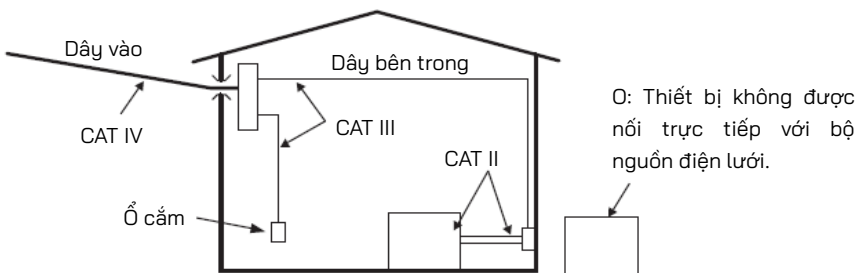 Dây vào
Dây bên trong
CAT IV
CAT III
CAT II
Ổ cắm
O: Thiết bị không được
nối trực tiếp với bộ
nguồn điện lưới.